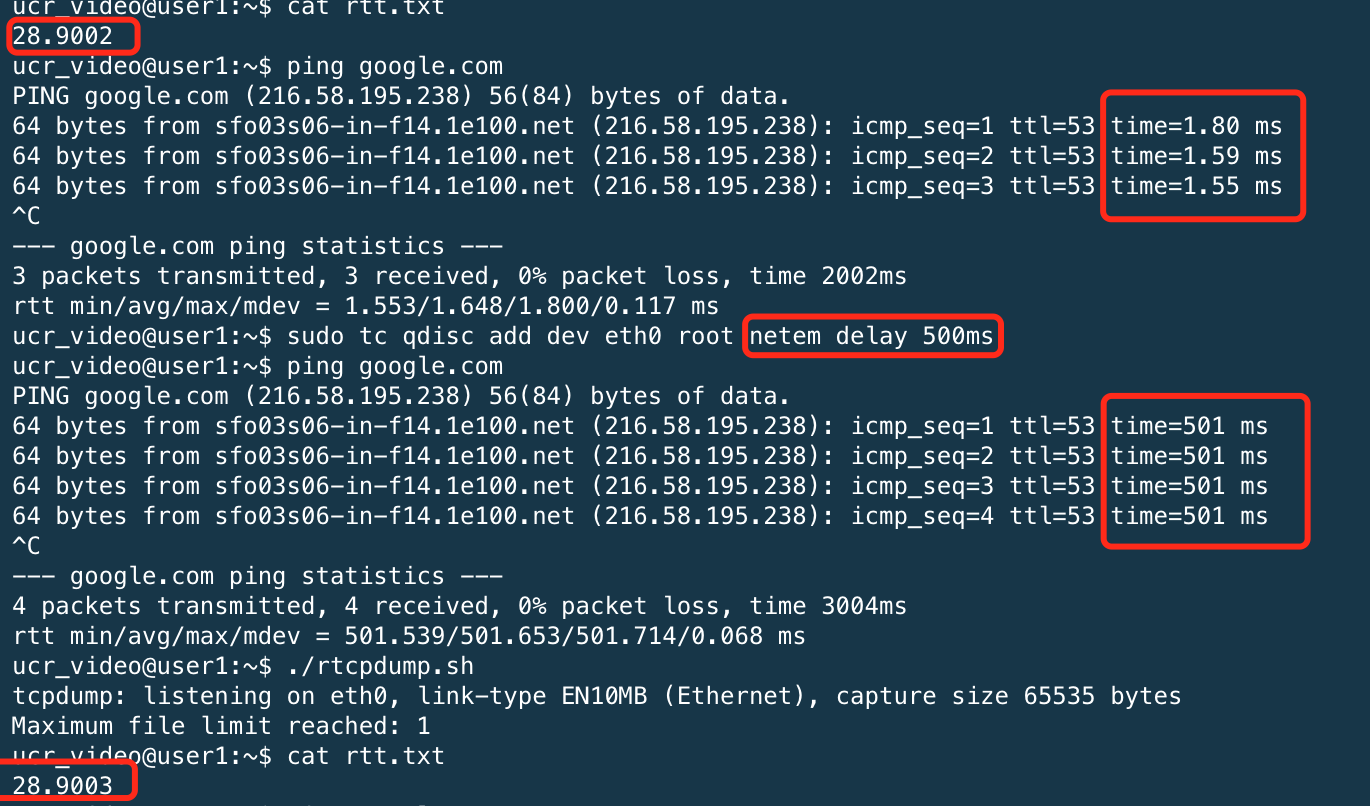 ucr_video@user1:~$ cat rtt.txt
28.9002
ucr_video@user1:~$ ping google.com
PING google.com (216.58.195.238) 56(84) bytes of data.
64 bytes from sfo03s06-in-f14.1e100.net (216.58.195.238): icmp_seq=1 ttl=53 time=1.80 ms
64 bytes from sfo03s06-in-f14.1e100.net (216.58.195.238): icmp_seq=2 ttl=53 time=1.59 ms
64 bytes from sfo03s06-in-f14.1e100.net (216.58.195.238): icmp_seq=3 ttl=53 time=1.55 ms
^C
--- google.com ping statistics ---
3 packets transmitted, 3 received, 0% packet loss, time 2002ms
rtt min/avg/max/mdev = 1.553/1.648/1.800/0.117 ms
ucr_video@user1:~$ sudo tc qdisc add dev eth0 root netem delay 500ms
ucr_video@user1:~$ ping google.com
PING google.com (216.58.195.238) 56(84) bytes of data.
64 bytes from sfo03s06-in-f14.1e100.net (216.58.195.238): icmp_seq=1 ttl=53 time=501 ms
64 bytes from sfo03s06-in-f14.1e100.net (216.58.195.238): icmp_seq=2 ttl=53 time=501 ms
64 bytes from sfo03s06-in-f14.1e100.net (216.58.195.238): icmp_seq=3 ttl=53 time=501 ms
64 bytes from sfo03s06-in-f14.1e100.net (216.58.195.238): icmp_seq=4 ttl=53 time=501 ms
^C
--- google.com ping statistics ---
4 packets transmitted, 4 received, 0% packet loss, time 3004ms
rtt min/avg/max/mdev = 501.539/501.653/501.714/0.068 ms
ucr_video@user1:~$ ./rtcpdump.sh
tcpdump: listening on eth0, link-type EN10MB (Ethernet), capture size 65535 bytes
Maximum file limit reached: 1
ucr_video@user1:~$ cat rtt.txt
28.9003